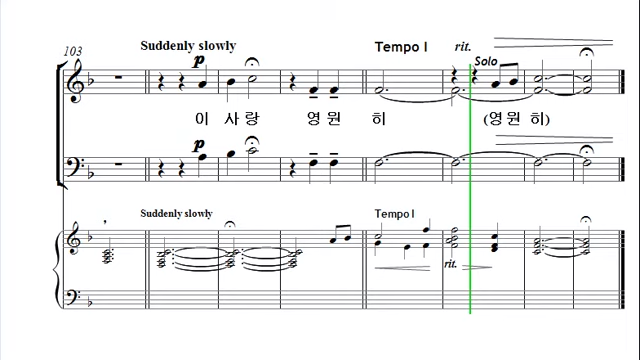 103
Suddenly slowly
Tempo I
rit.
p
Solo
이 사 랑 영 원 히 (영 원 히)
p
Suddenly slowly
Tempo I
rit.